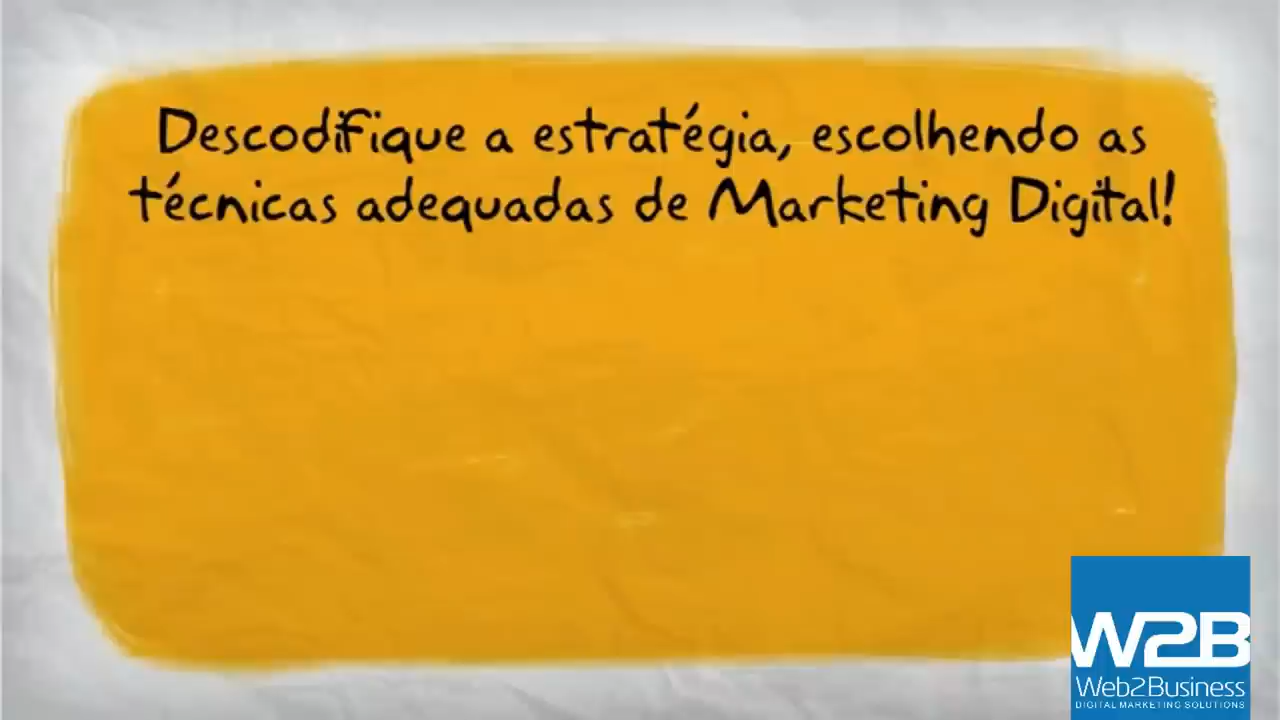 Descodifique a estratégia, escolhendo as
técnicas adequadas de Marketing Digital!
W2B
Web2Business
DIGITAL MARKETING SOLUTIONS